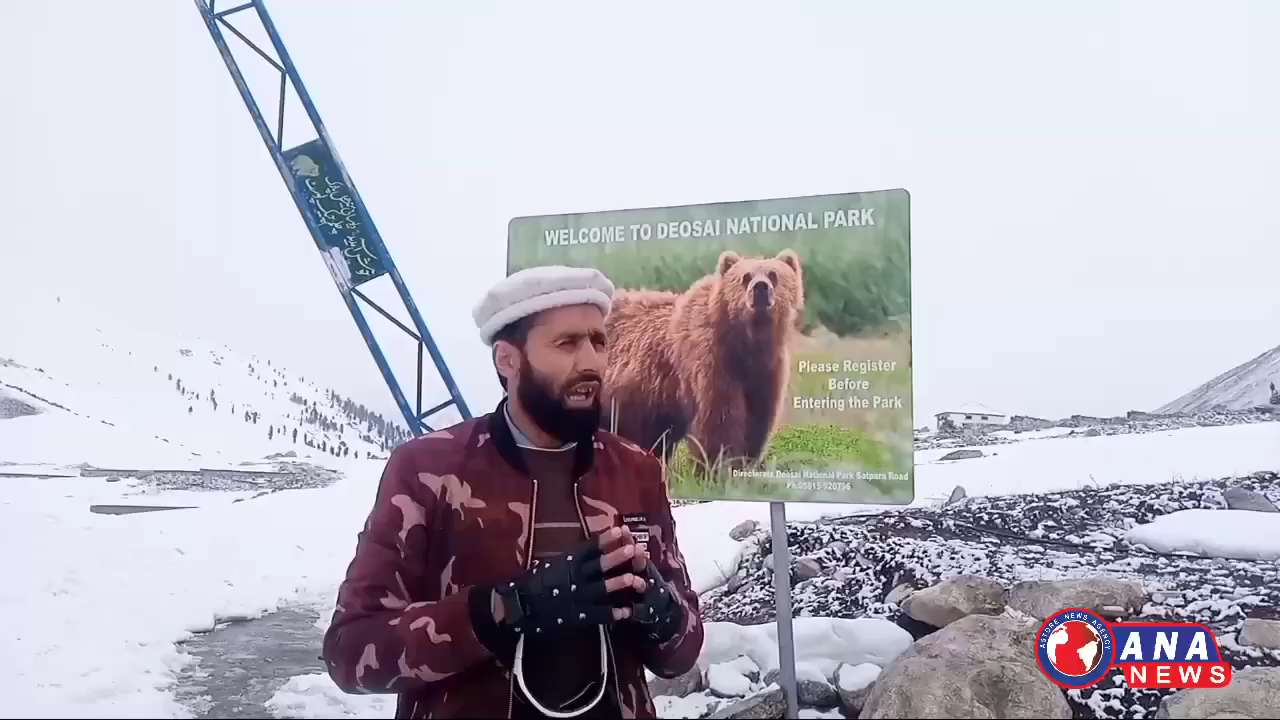 WELCOME TO DEOSAI NATIONAL PARK
Please Register
Before
Entering the Park
Directorate Deosai National Park Satpara Road
Ph:05815-920796
ASTORE NEWS AGENCY
ANA
NEWS